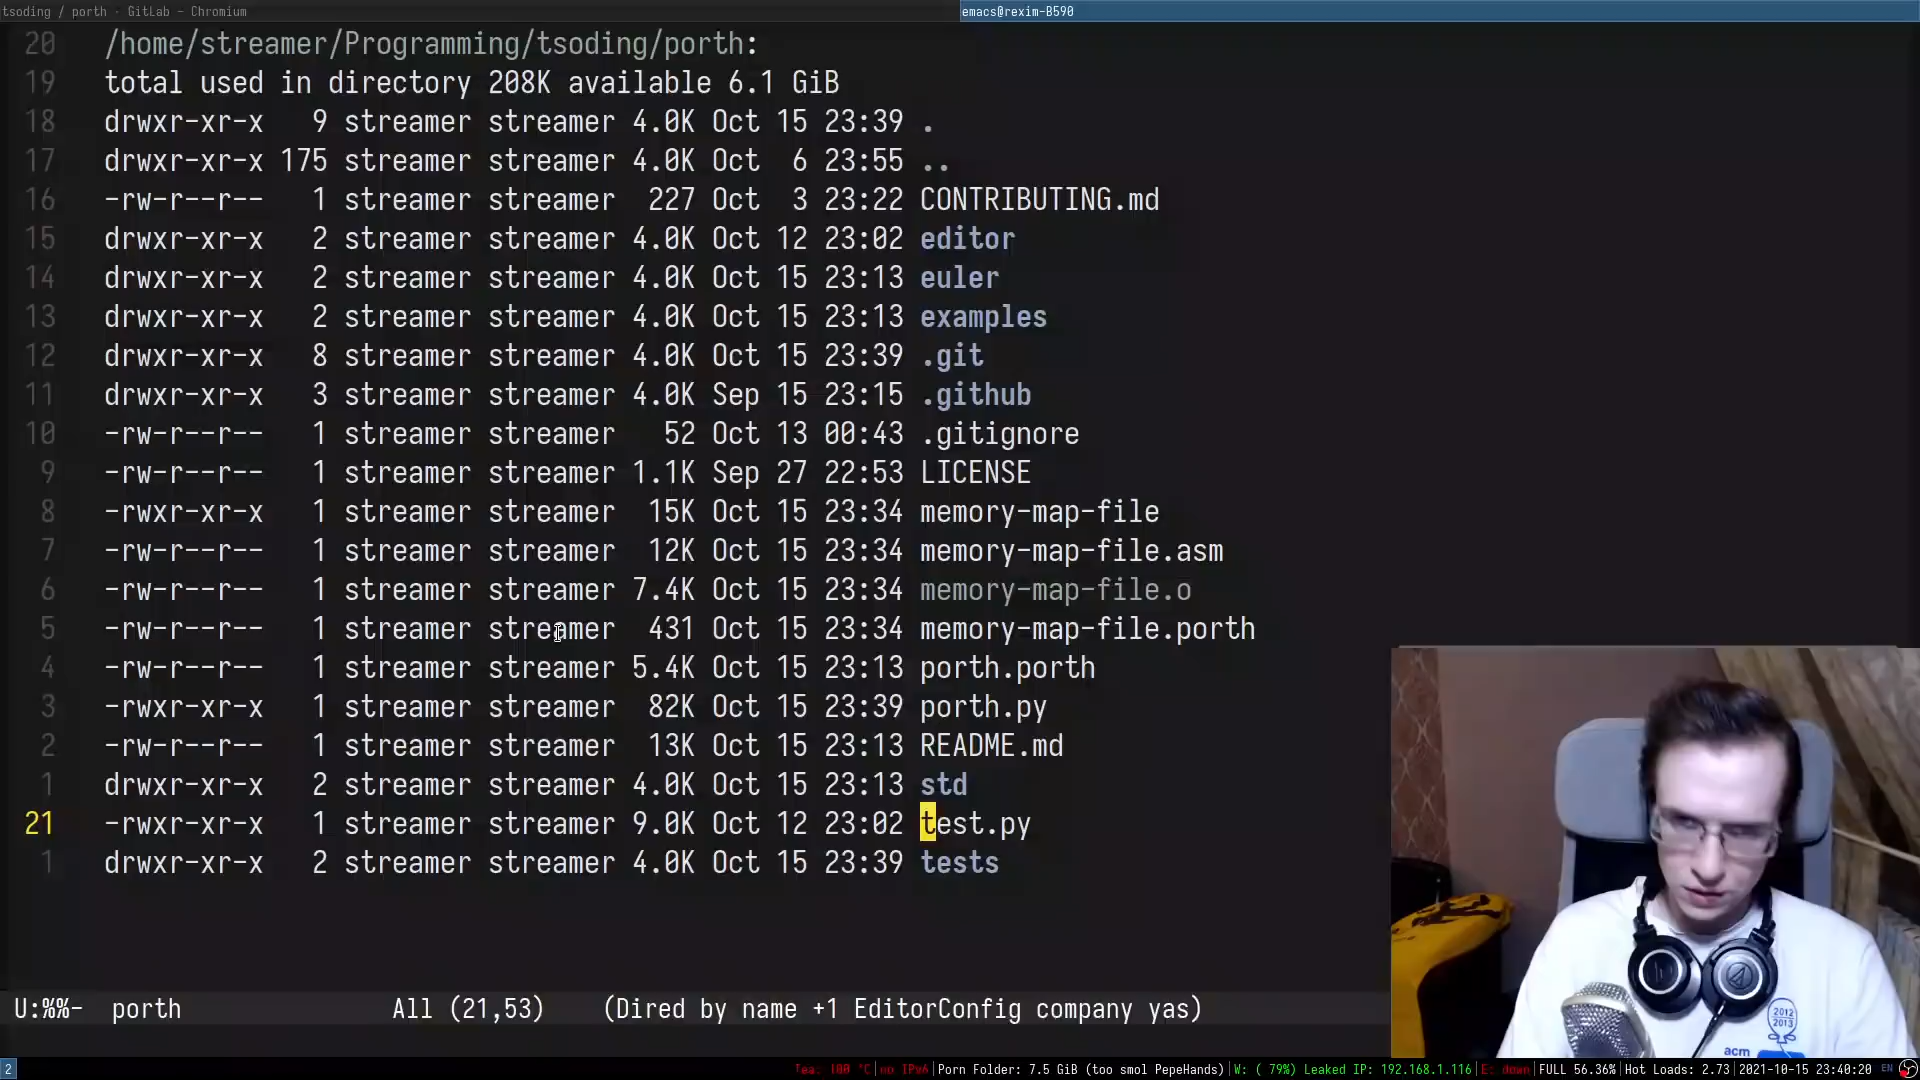 tsoding / porth · GitLab - Chromium
emacs@rexim-B590
20 /home/streamer/Programming/tsoding/porth:
19 total used in directory 208K available 6.1 GiB
18 drwxr-xr-x 9 streamer streamer 4.0K Oct 15 23:39 .
17 drwxr-xr-x 175 streamer streamer 4.0K Oct 6 23:55 ..
16 -rw-r--r-- 1 streamer streamer 227 Oct 3 23:22 CONTRIBUTING.md
15 drwxr-xr-x 2 streamer streamer 4.0K Oct 12 23:02 editor
14 drwxr-xr-x 2 streamer streamer 4.0K Oct 15 23:13 euler
13 drwxr-xr-x 2 streamer streamer 4.0K Oct 15 23:13 examples
12 drwxr-xr-x 8 streamer streamer 4.0K Oct 15 23:39 .git
11 drwxr-xr-x 3 streamer streamer 4.0K Sep 15 23:15 .github
10 -rw-r--r-- 1 streamer streamer 52 Oct 13 00:43 .gitignore
9 -rw-r--r-- 1 streamer streamer 1.1K Sep 27 22:53 LICENSE
8 -rwxr-xr-x 1 streamer streamer 15K Oct 15 23:34 memory-map-file
7 -rw-r--r-- 1 streamer streamer 12K Oct 15 23:34 memory-map-file.asm
6 -rw-r--r-- 1 streamer streamer 7.4K Oct 15 23:34 memory-map-file.o
5 -rw-r--r-- 1 streamer streamer 431 Oct 15 23:34 memory-map-file.porth
4 -rw-r--r-- 1 streamer streamer 5.4K Oct 15 23:13 porth.porth
3 -rwxr-xr-x 1 streamer streamer 82K Oct 15 23:39 porth.py
2 -rw-r--r-- 1 streamer streamer 13K Oct 15 23:13 README.md
1 drwxr-xr-x 2 streamer streamer 4.0K Oct 15 23:13 std
21 -rwxr-xr-x 1 streamer streamer 9.0K Oct 12 23:02 test.py
1 drwxr-xr-x 2 streamer streamer 4.0K Oct 15 23:39 tests
U:%%- porth All (21,53) (Dired by name +1 EditorConfig company yas)
2012
2013
acm
2 Tea: 100 °C|no IPv6|Porn Folder: 7.5 GiB (too smol PepeHands)|W: ( 79%) Leaked IP: 192.168.1.116|E: down|FULL 56.36%|Hot Loads: 2.73|2021-10-15 23:40:20 EN